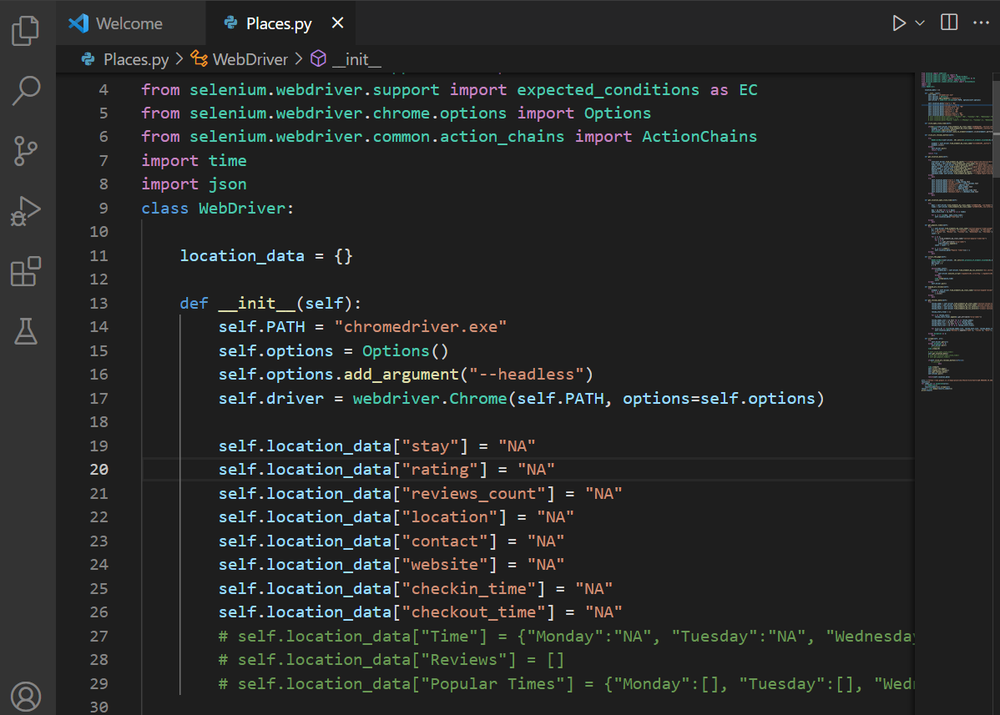 Welcome
Places.py
Places.py > WebDriver > __init__
4 from selenium.webdriver.support import expected_conditions as EC
5 from selenium.webdriver.chrome.options import Options
6 from selenium.webdriver.common.action_chains import ActionChains
7 import time
8 import json
9 class WebDriver:
10
11     location_data = {}
12
13     def __init__(self):
14         self.PATH = "chromedriver.exe"
15         self.options = Options()
16         self.options.add_argument("--headless")
17         self.driver = webdriver.Chrome(self.PATH, options=self.options)
18
19         self.location_data["stay"] = "NA"
20         self.location_data["rating"] = "NA"
21         self.location_data["reviews_count"] = "NA"
22         self.location_data["location"] = "NA"
23         self.location_data["contact"] = "NA"
24         self.location_data["website"] = "NA"
25         self.location_data["checkin_time"] = "NA"
26         self.location_data["checkout_time"] = "NA"
27         # self.location_data["Time"] = {"Monday":"NA", "Tuesday":"NA", "Wednesday
28         # self.location_data["Reviews"] = []
29         # self.location_data["Popular Times"] = {"Monday":[], "Tuesday":[], "Wed
30